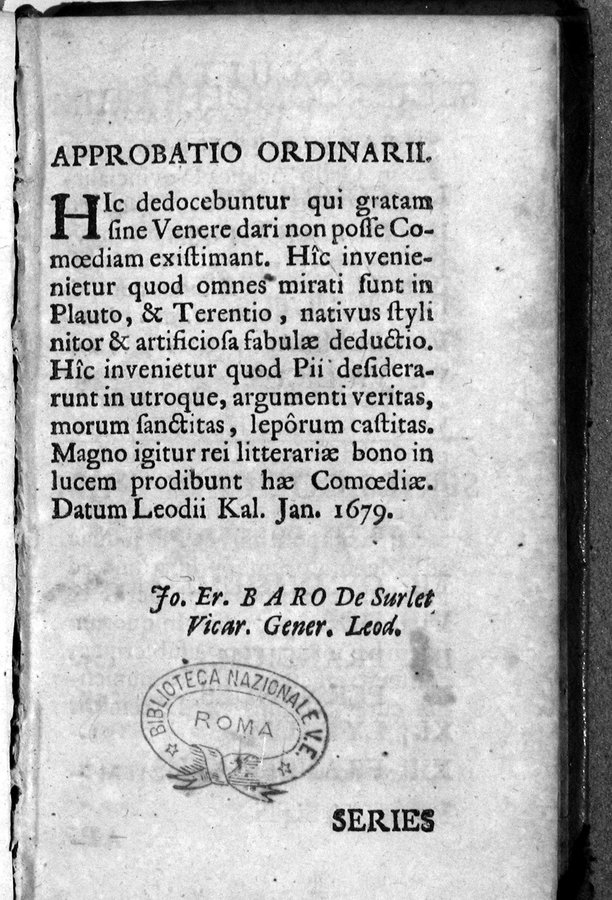 APPROBATIO ORDINARII.
HIc dedocebuntur qui gratam
ſine Venere dari non poſſe Co-
mœdiam exiſtimant. Hîc invenie-
nietur quod omnes mirati ſunt in
Plauto, & Terentio, nativus ſtyli
nitor & artificioſa fabulæ deductio.
Hîc invenietur quod Pii deſidera-
runt in utroque, argumenti veritas,
morum ſanctitas, lepôrum caſtitas.
Magno igitur rei litterariæ bono in
lucem prodibunt hæ Comœdiæ.
Datum Leodii Kal. Jan. 1679.
Jo. Er. BARO De Surlet
Vicar. Gener. Leod.
BIBLIOTECA NAZIONALE V.E.
ROMA
SERIES